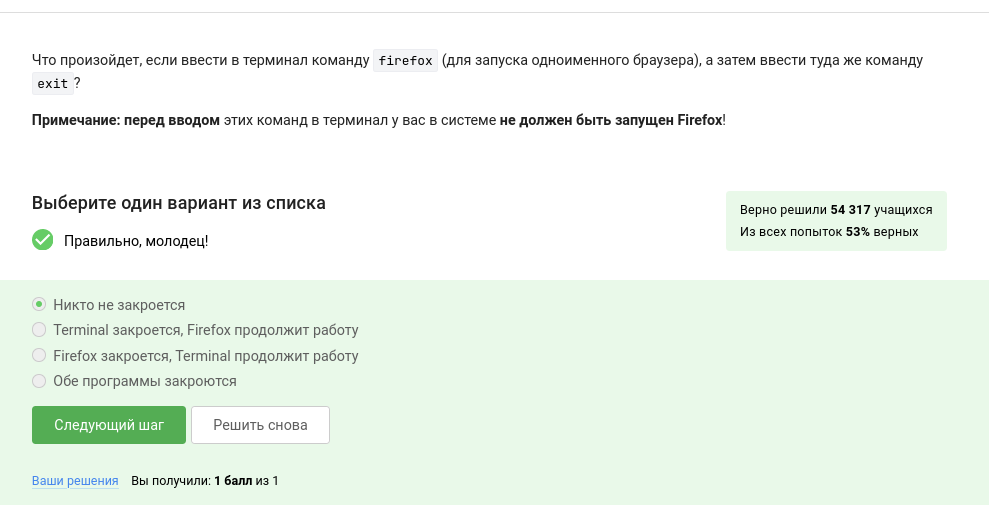 Что произойдет, если ввести в терминал команду firefox (для запуска одноименного браузера), а затем ввести туда же команду
exit ?
Примечание: перед вводом этих команд в терминал у вас в системе не должен быть запущен Firefox!
Выберите один вариант из списка
Верно решили 54 317 учащихся
Из всех попыток 53% верных
Правильно, молодец!
Никто не закроется
Terminal закроется, Firefox продолжит работу
Firefox закроется, Terminal продолжит работу
Обе программы закроются
Следующий шаг
Решить снова
Ваши решения Вы получили: 1 балл из 1